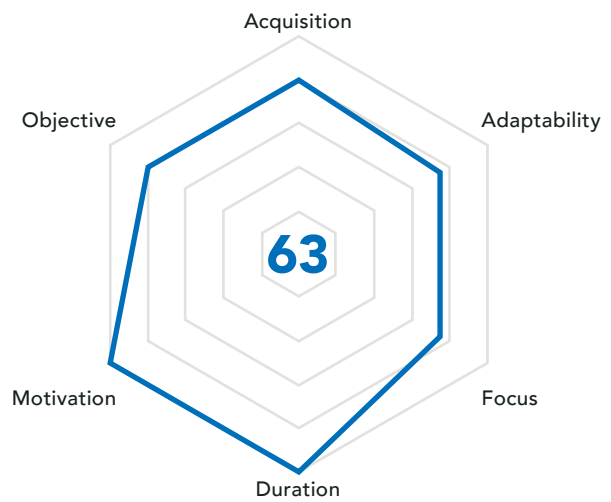 Acquisition
Objective
Adaptability
63
Motivation
Focus
Duration